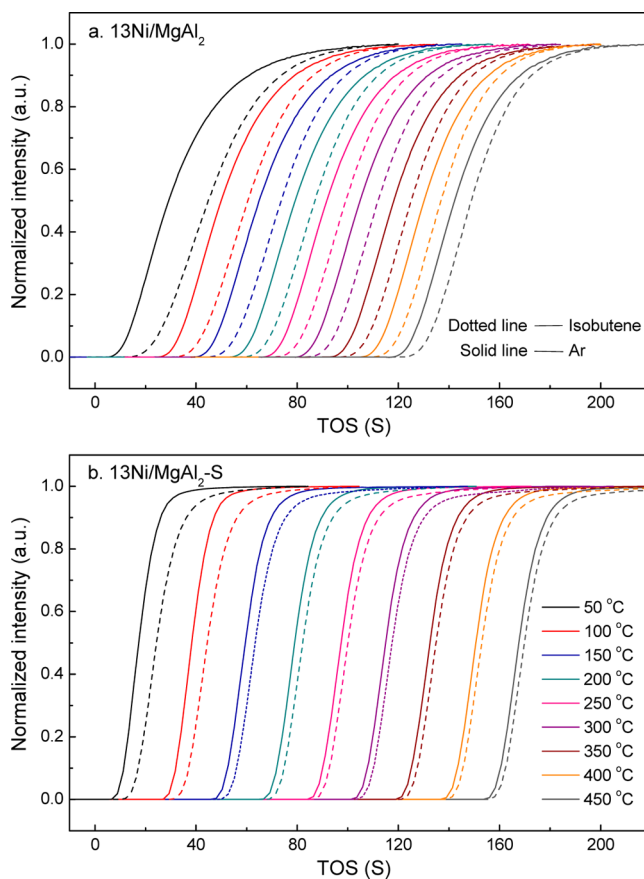 a. 13Ni/MgAl₂
Normalized intensity (a.u.)
1.0
0.8
0.6
0.4
0.2
0.0
Dotted line — Isobutene
Solid line — Ar
0 40 80 120 160 200
TOS (S)
b. 13Ni/MgAl₂-S
Normalized intensity (a.u.)
1.0
0.8
0.6
0.4
0.2
0.0
50 °C
100 °C
150 °C
200 °C
250 °C
300 °C
350 °C
400 °C
450 °C
0 40 80 120 160 200
TOS (S)